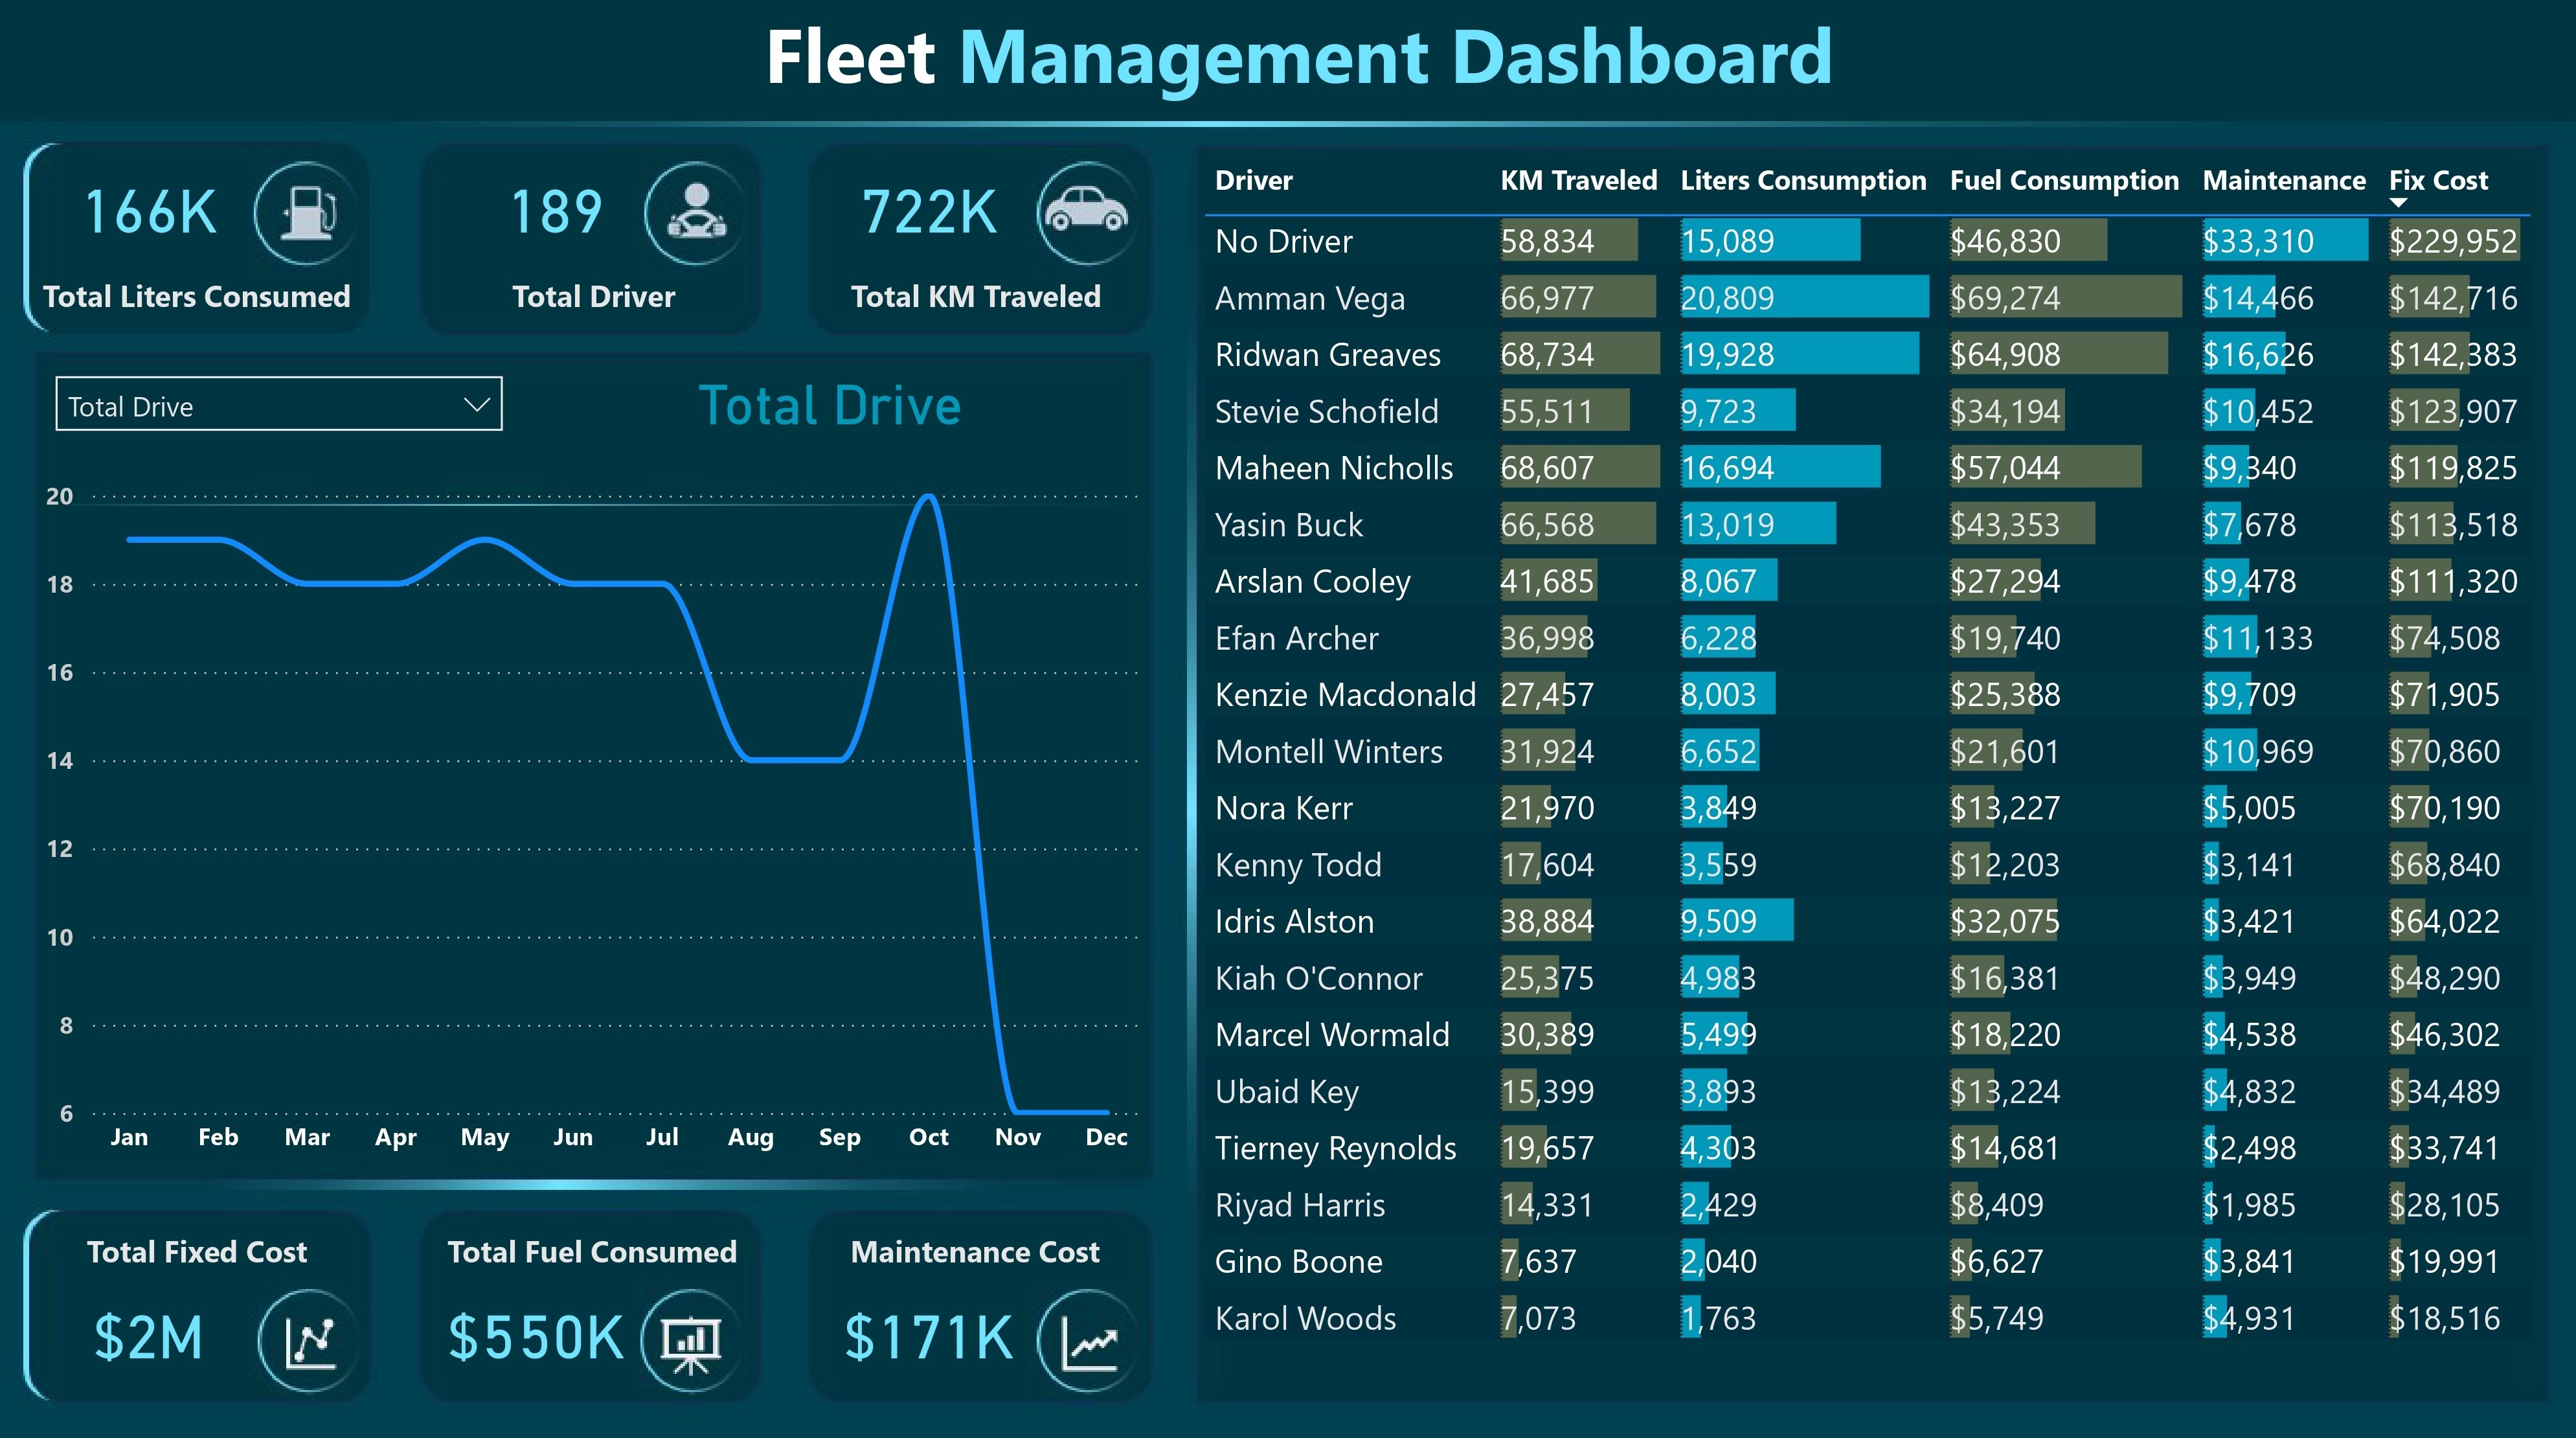 Fleet Management Dashboard
166K
Total Liters Consumed
189
Total Driver
722K
Total KM Traveled
Total Drive
Total Drive
20
18
16
14
12
10
8
6
Jan Feb Mar Apr May Jun Jul Aug Sep Oct Nov Dec
Total Fixed Cost
$2M
Total Fuel Consumed
$550K
Maintenance Cost
$171K
Driver KM Traveled Liters Consumption Fuel Consumption Maintenance Fix Cost
No Driver 58,834 15,089 $46,830 $33,310 $229,952
Amman Vega 66,977 20,809 $69,274 $14,466 $142,716
Ridwan Greaves 68,734 19,928 $64,908 $16,626 $142,383
Stevie Schofield 55,511 9,723 $34,194 $10,452 $123,907
Maheen Nicholls 68,607 16,694 $57,044 $9,340 $119,825
Yasin Buck 66,568 13,019 $43,353 $7,678 $113,518
Arslan Cooley 41,685 8,067 $27,294 $9,478 $111,320
Efan Archer 36,998 6,228 $19,740 $11,133 $74,508
Kenzie Macdonald 27,457 8,003 $25,388 $9,709 $71,905
Montell Winters 31,924 6,652 $21,601 $10,969 $70,860
Nora Kerr 21,970 3,849 $13,227 $5,005 $70,190
Kenny Todd 17,604 3,559 $12,203 $3,141 $68,840
Idris Alston 38,884 9,509 $32,075 $3,421 $64,022
Kiah O'Connor 25,375 4,983 $16,381 $3,949 $48,290
Marcel Wormald 30,389 5,499 $18,220 $4,538 $46,302
Ubaid Key 15,399 3,893 $13,224 $4,832 $34,489
Tierney Reynolds 19,657 4,303 $14,681 $2,498 $33,741
Riyad Harris 14,331 2,429 $8,409 $1,985 $28,105
Gino Boone 7,637 2,040 $6,627 $3,841 $19,991
Karol Woods 7,073 1,763 $5,749 $4,931 $18,516